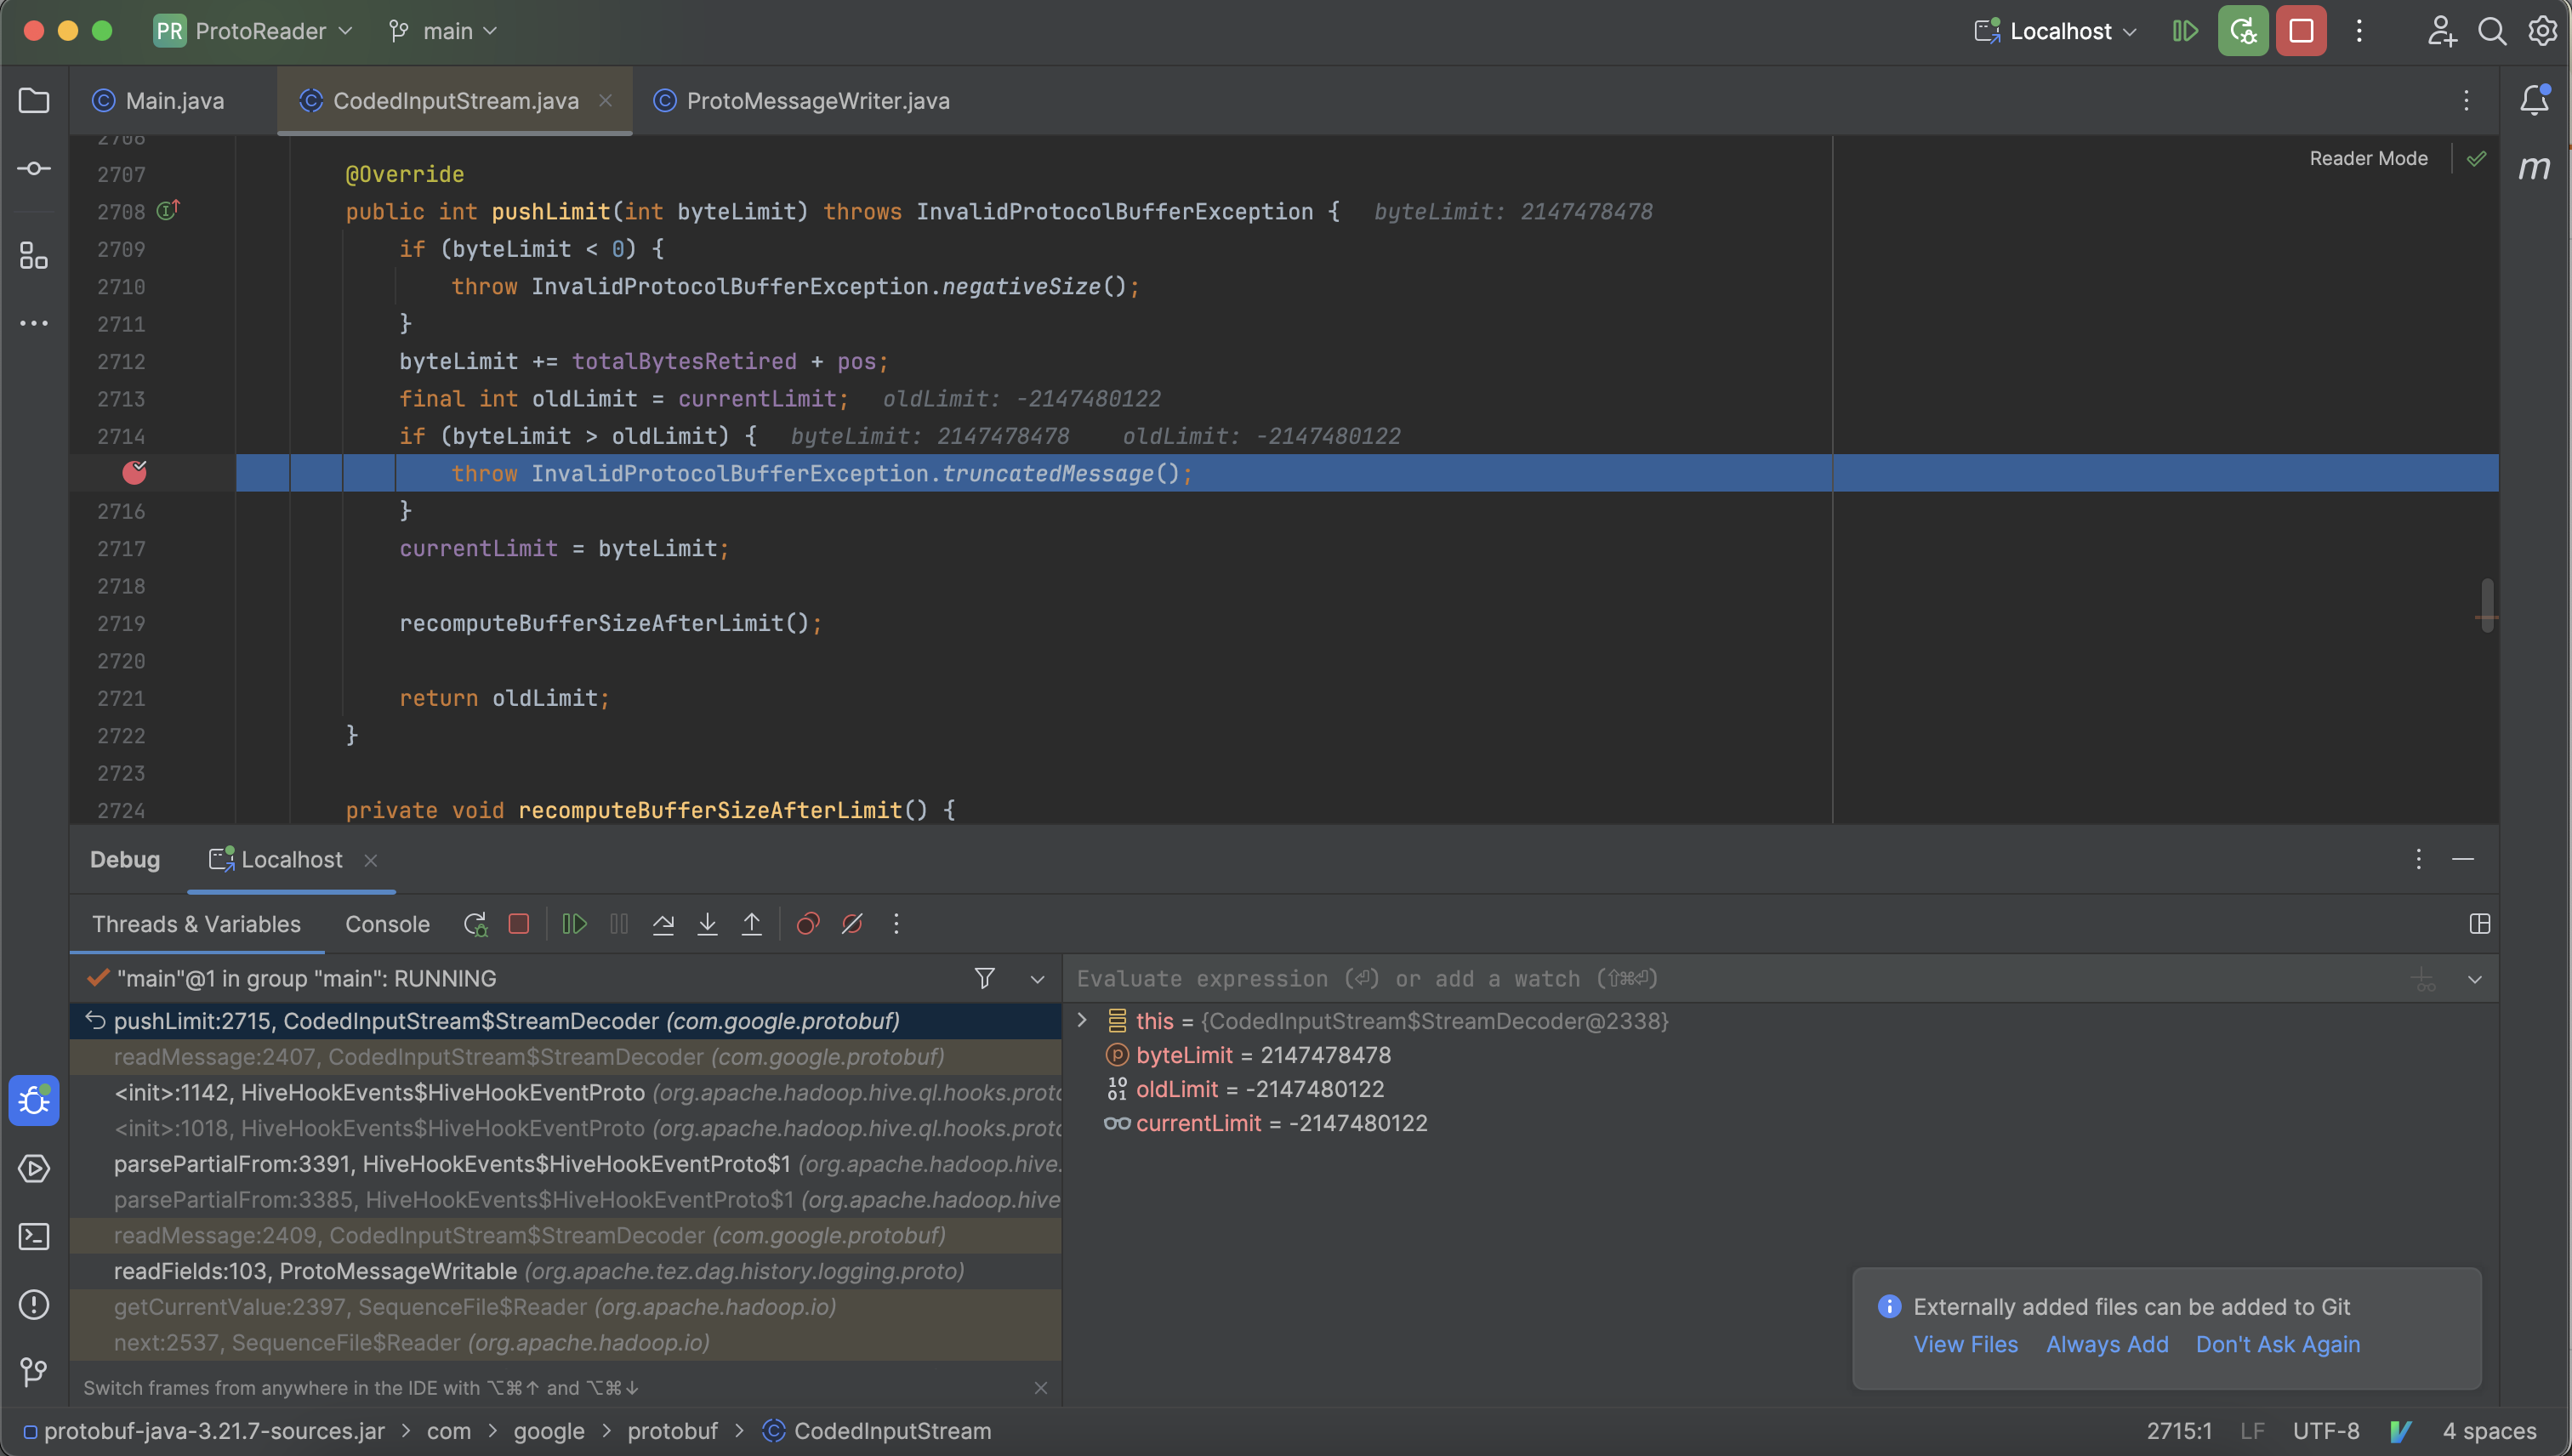 PR ProtoReader main Localhost
Main.java CodedInputStream.java ProtoMessageWriter.java
2706
Reader Mode
2707 @Override
2708 public int pushLimit(int byteLimit) throws InvalidProtocolBufferException { byteLimit: 2147478478
2709 if (byteLimit < 0) {
2710 throw InvalidProtocolBufferException.negativeSize();
2711 }
2712 byteLimit += totalBytesRetired + pos;
2713 final int oldLimit = currentLimit; oldLimit: -2147480122
2714 if (byteLimit > oldLimit) { byteLimit: 2147478478 oldLimit: -2147480122
throw InvalidProtocolBufferException.truncatedMessage();
2716 }
2717 currentLimit = byteLimit;
2718
2719 recomputeBufferSizeAfterLimit();
2720
2721 return oldLimit;
2722 }
2723
2724 private void recomputeBufferSizeAfterLimit() {
Debug Localhost
Threads & Variables Console
"main"@1 in group "main": RUNNING
Evaluate expression (⏎) or add a watch (⇧⌘⏎)
pushLimit:2715, CodedInputStream$StreamDecoder (com.google.protobuf)
readMessage:2407, CodedInputStream$StreamDecoder (com.google.protobuf)
<init>:1142, HiveHookEvents$HiveHookEventProto (org.apache.hadoop.hive.ql.hooks.proto
<init>:1018, HiveHookEvents$HiveHookEventProto (org.apache.hadoop.hive.ql.hooks.proto
parsePartialFrom:3391, HiveHookEvents$HiveHookEventProto$1 (org.apache.hadoop.hive.
parsePartialFrom:3385, HiveHookEvents$HiveHookEventProto$1 (org.apache.hadoop.hive
readMessage:2409, CodedInputStream$StreamDecoder (com.google.protobuf)
readFields:103, ProtoMessageWritable (org.apache.tez.dag.history.logging.proto)
getCurrentValue:2397, SequenceFile$Reader (org.apache.hadoop.io)
next:2537, SequenceFile$Reader (org.apache.hadoop.io)
Switch frames from anywhere in the IDE with ⌥⌘↑ and ⌥⌘↓
this = {CodedInputStream$StreamDecoder@2338}
byteLimit = 2147478478
oldLimit = -2147480122
currentLimit = -2147480122
Externally added files can be added to Git
View Files Always Add Don't Ask Again
protobuf-java-3.21.7-sources.jar > com > google > protobuf > CodedInputStream
2715:1 LF UTF-8 4 spaces